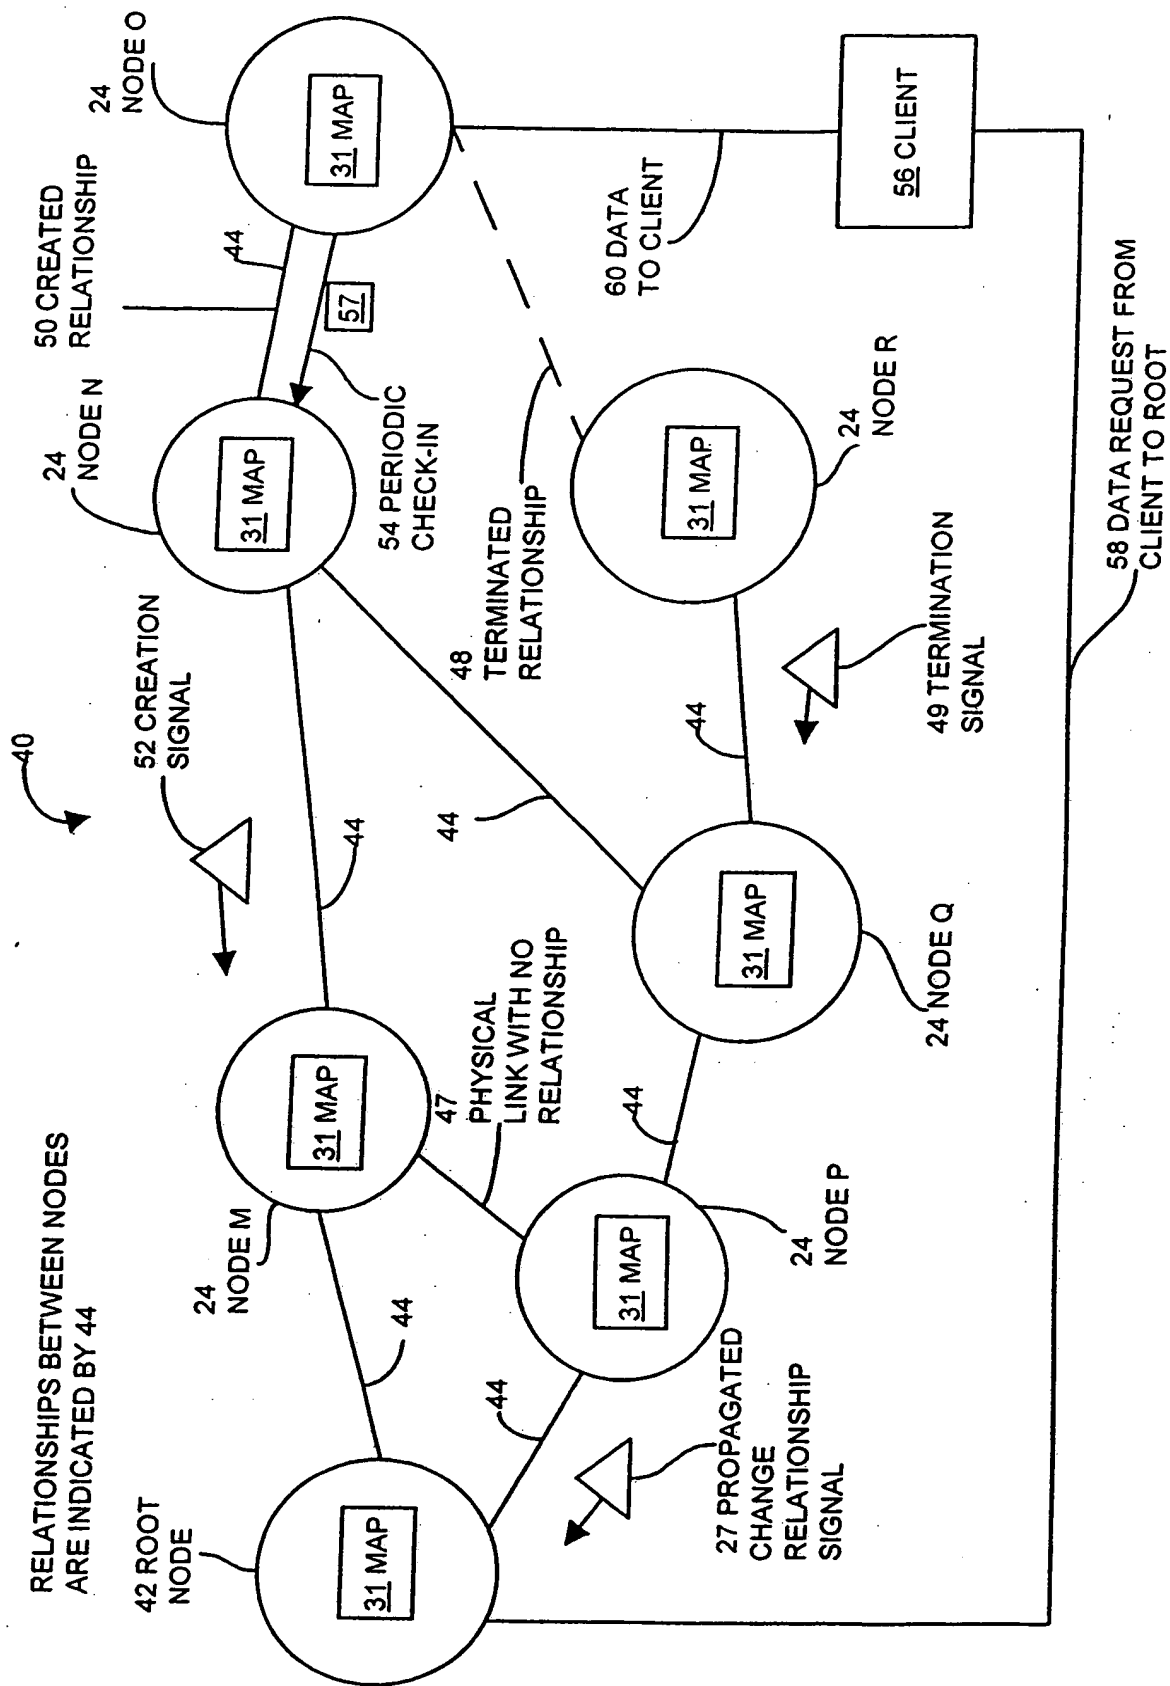 RELATIONSHIPS BETWEEN NODES
ARE INDICATED BY 44
40
42 ROOT
NODE
31 MAP
24
NODE M
31 MAP
52 CREATION
SIGNAL
24
NODE N
31 MAP
50 CREATED
RELATIONSHIP
24
NODE O
31 MAP
44
44
44
44
57
54 PERIODIC
CHECK-IN
47
PHYSICAL
LINK WITH NO
RELATIONSHIP
48
TERMINATED
RELATIONSHIP
44
44
44
31 MAP
24
NODE P
31 MAP
24 NODE Q
31 MAP
24
NODE R
60 DATA
TO CLIENT
27 PROPAGATED
CHANGE
RELATIONSHIP
SIGNAL
49 TERMINATION
SIGNAL
56 CLIENT
58 DATA REQUEST FROM
CLIENT TO ROOT